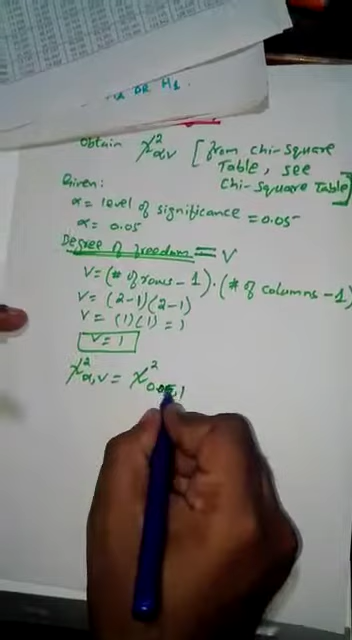 OR H1
Obtain χ²α,ν [from chi-square
Table, see
Chi-Square Table]
Given:
α = level of significance = 0.05
α = 0.05
Degree of freedom = ν
ν = (# of rows - 1) · (# of columns - 1)
ν = (2-1)(2-1)
ν = (1)(1) = 1
ν = 1
χ²α,ν = χ²0.05,1